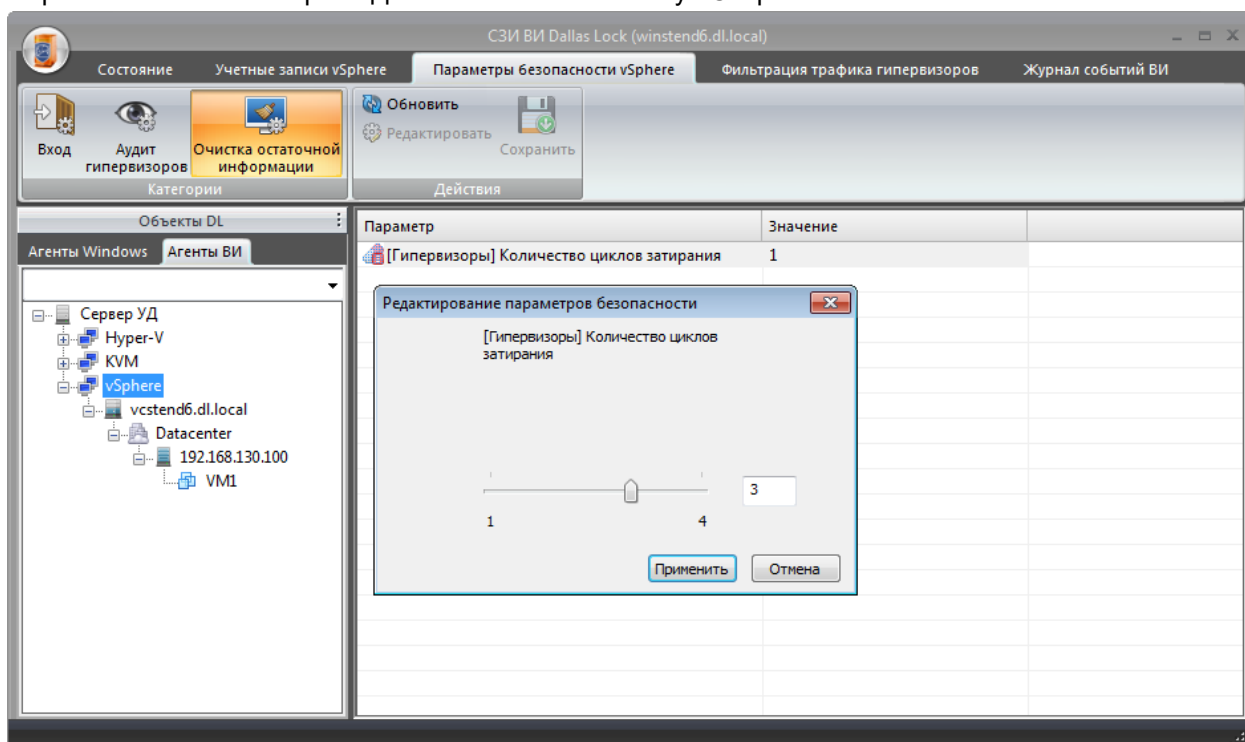 СЗИ ВИ Dallas Lock (winstend6.dl.local)
Состояние Учетные записи vSphere Параметры безопасности vSphere Фильтрация трафика гипервизоров Журнал событий ВИ
Вход
Аудит гипервизоров
Очистка остаточной информации
Категории
Обновить
Редактировать
Сохранить
Действия
Объекты DL
Агенты Windows Агенты ВИ
Сервер УД
Hyper-V
KVM
vSphere
vcstend6.dl.local
Datacenter
192.168.130.100
VM1
Параметр Значение
[Гипервизоры] Количество циклов затирания 1
Редактирование параметров безопасности
[Гипервизоры] Количество циклов
затирания
3
1 4
Применить Отмена